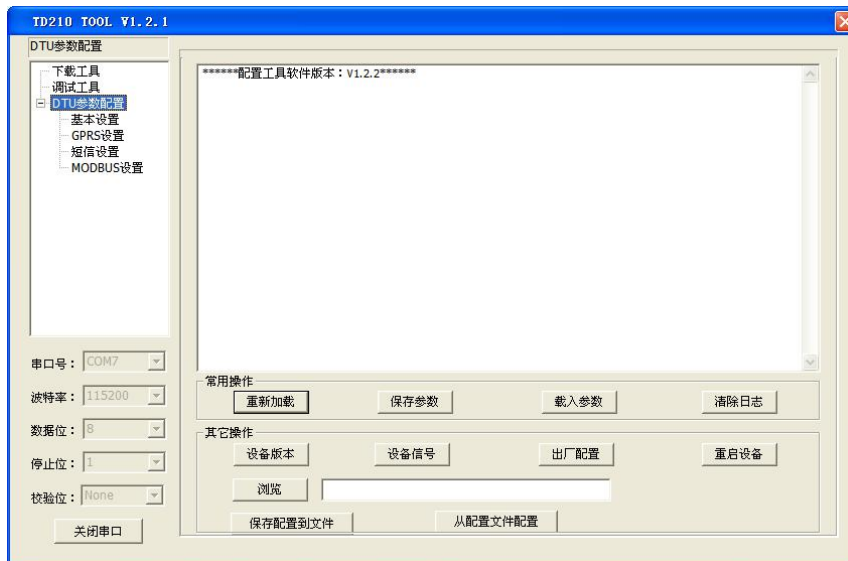 TD210 TOOL V1.2.1
DTU参数配置
下载工具
调试工具
DTU参数配置
基本设置
GPRS设置
短信设置
MODBUS设置
******配置工具软件版本：V1.2.2******
串口号： COM7
波特率： 115200
数据位： 8
停止位： 1
校验位： None
关闭串口
常用操作
重新加载 保存参数 载入参数 清除日志
其它操作
设备版本 设备信号 出厂配置 重启设备
浏览
保存配置到文件 从配置文件配置